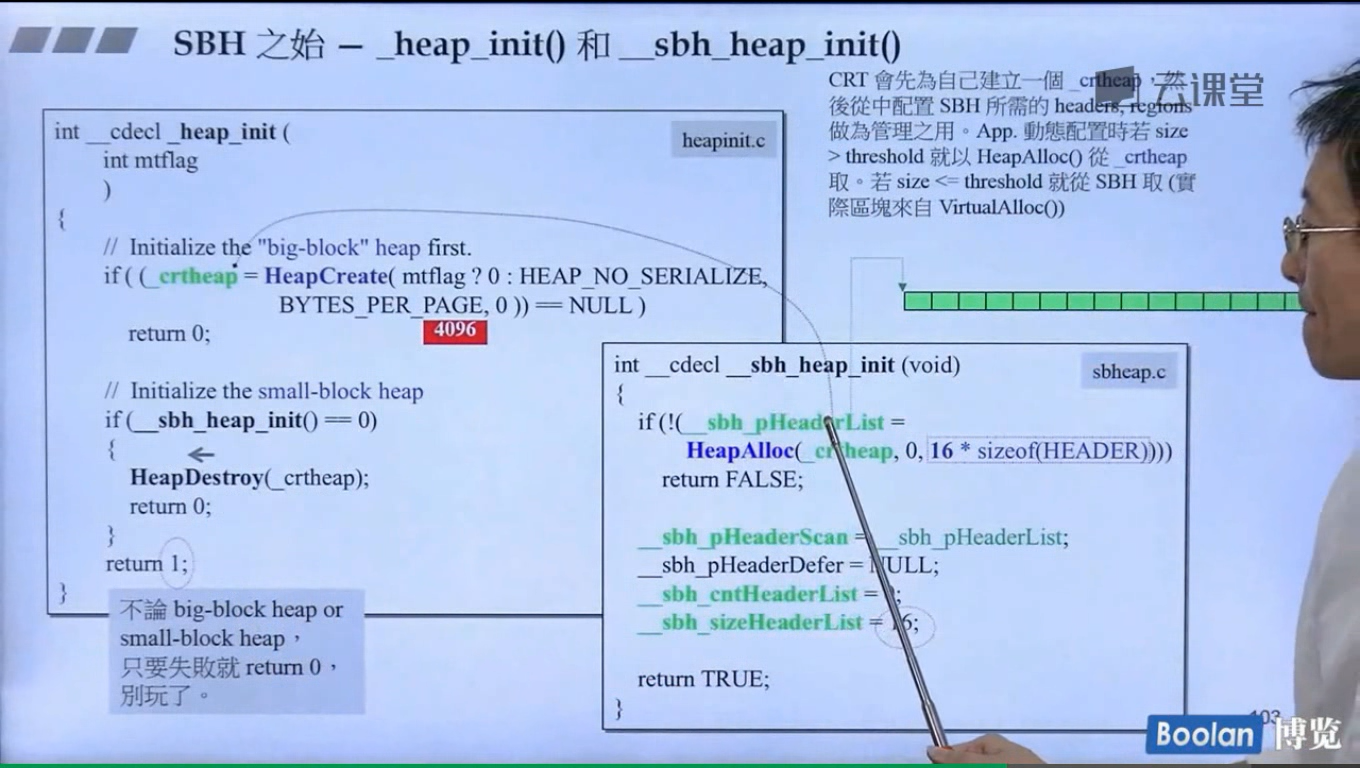 SBH 之始 – _heap_init() 和 __sbh_heap_init()
CRT 會先為自己建立一個 _crtheap，然
後從中配置 SBH 所需的 headers, regions
做為管理之用。App. 動態配置時若 size
> threshold 就以 HeapAlloc() 從 _crtheap
取。若 size <= threshold 就從 SBH 取 (實
際區塊來自 VirtualAlloc())
云课堂
int __cdecl _heap_init (
heapinit.c
int mtflag
)
{
// Initialize the "big-block" heap first.
if ( (_crtheap = HeapCreate( mtflag ? 0 : HEAP_NO_SERIALIZE,
BYTES_PER_PAGE, 0 )) == NULL )
4096
return 0;
// Initialize the small-block heap
if (__sbh_heap_init() == 0)
{
HeapDestroy(_crtheap);
return 0;
}
return 1;
}
不論 big-block heap or
small-block heap，
只要失敗就 return 0，
別玩了。
int __cdecl __sbh_heap_init (void)
sbheap.c
{
if (!(__sbh_pHeaderList =
HeapAlloc(_crtheap, 0, 16 * sizeof(HEADER))))
return FALSE;
__sbh_pHeaderScan = __sbh_pHeaderList;
__sbh_pHeaderDefer = NULL;
__sbh_cntHeaderList = ;
__sbh_sizeHeaderList = 16;
return TRUE;
}
103
Boolan 博览